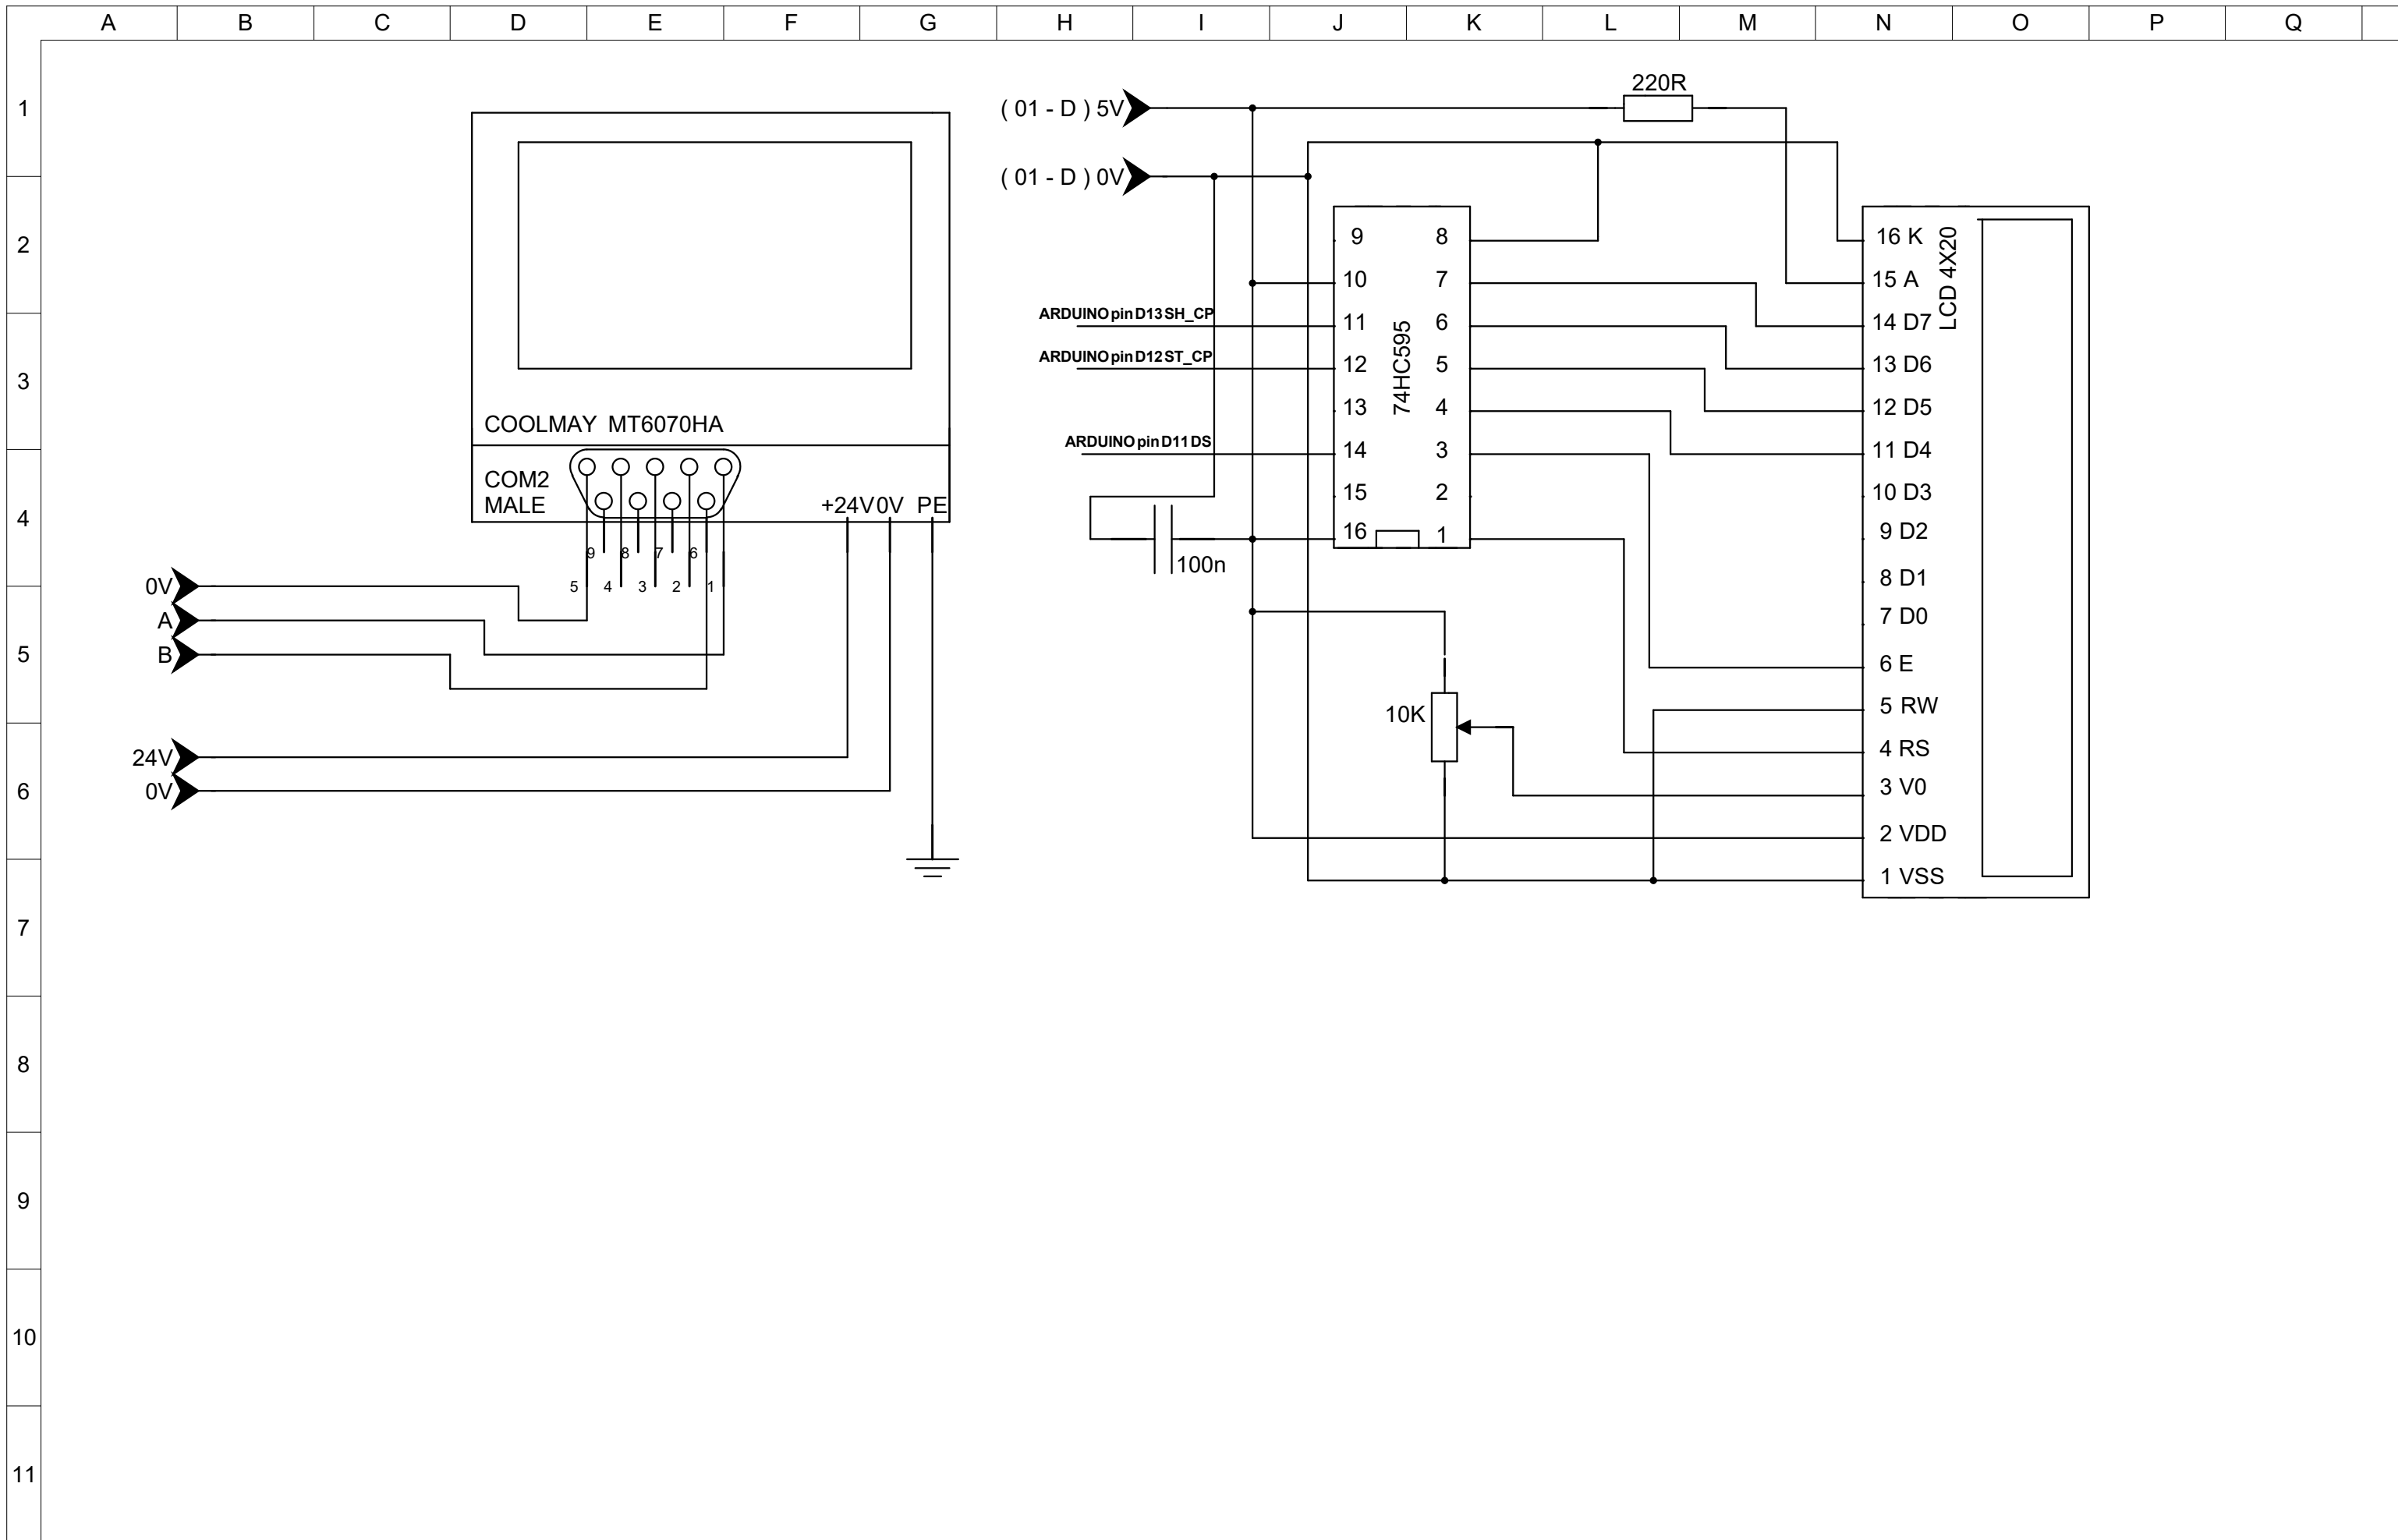 A B C D E F G H I J K L M N O P Q
1
2
3
4
5
6
7
8
9
10
11
COOLMAY MT6070HA
COM2
MALE
+24V 0V PE
9 8 7 6
5 4 3 2 1
0V
A
B
24V
0V
( 01 - D ) 5V
( 01 - D ) 0V
220R
ARDUINO pin D13 SH_CP
ARDUINO pin D12 ST_CP
ARDUINO pin D11 DS
100n
9 8
10 7
11 6
12 5
13 4
14 3
15 2
16 1
74HC595
10K
LCD 4X20
16 K
15 A
14 D7
13 D6
12 D5
11 D4
10 D3
9 D2
8 D1
7 D0
6 E
5 RW
4 RS
3 V0
2 VDD
1 VSS